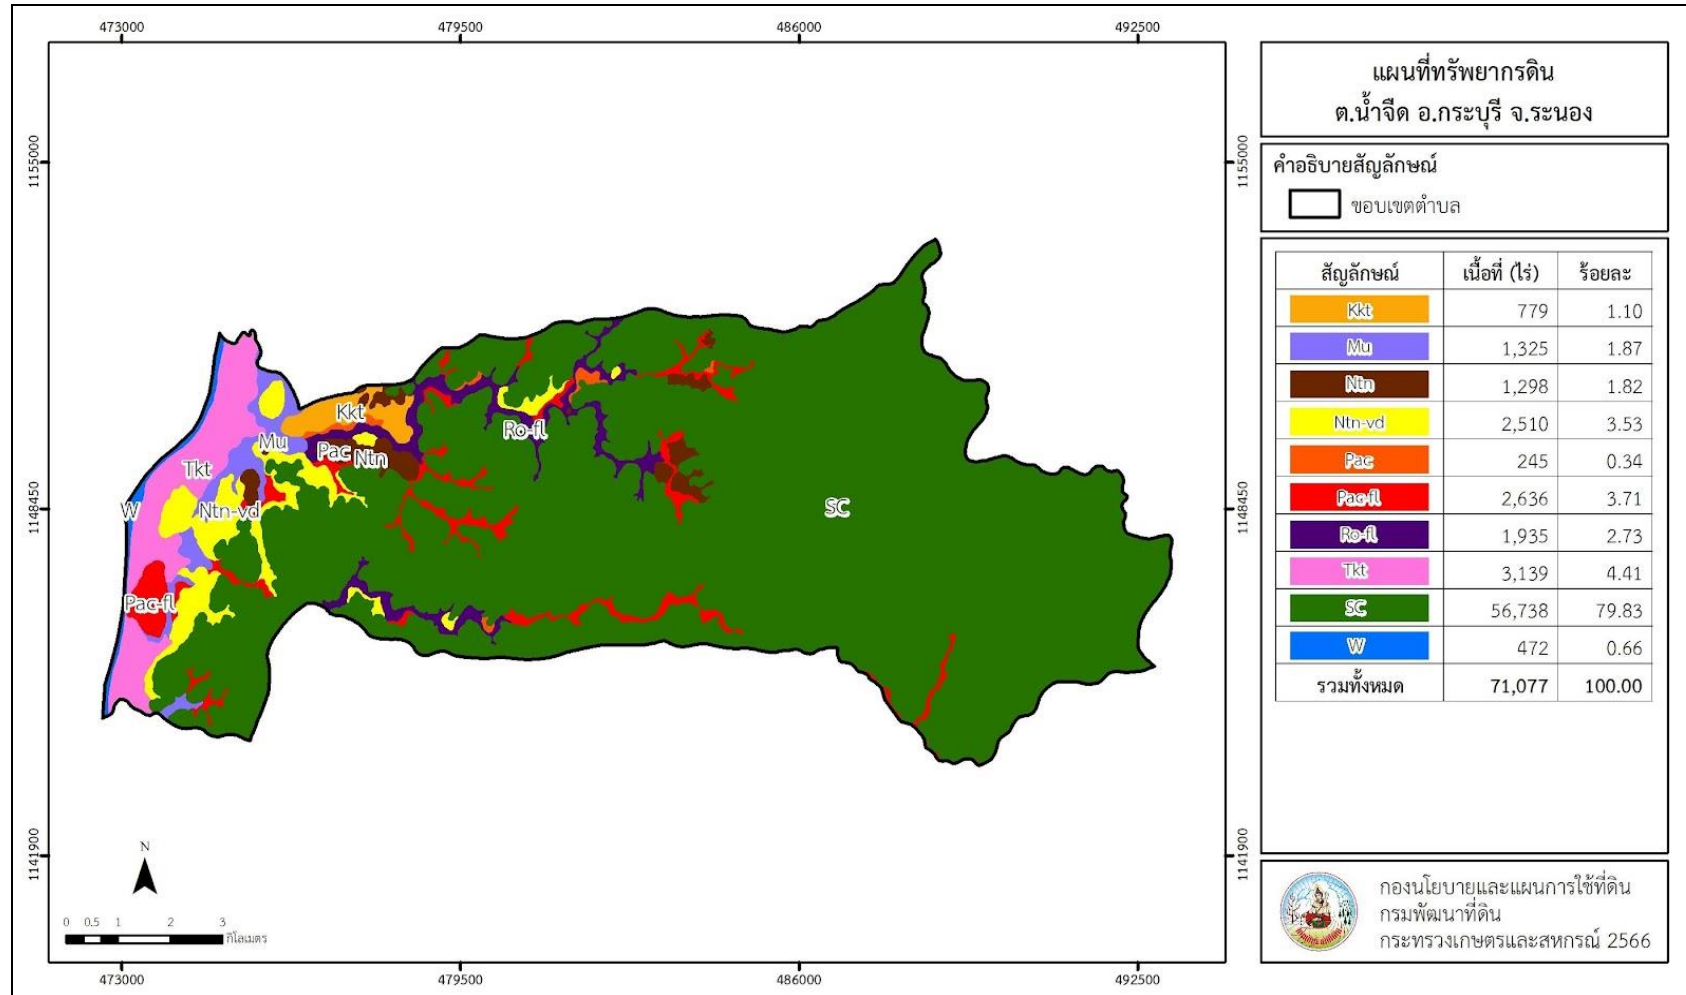 473000 479500 486000 492500
แผนที่ทรัพยากรดิน
ต.น้ำจืด อ.กระบุรี จ.ระนอง
คำอธิบายสัญลักษณ์
ขอบเขตตำบล
สัญลักษณ์ เนื้อที่ (ไร่) ร้อยละ
Kkt 779 1.10
Mu 1,325 1.87
Ntn 1,298 1.82
Ntn-vd 2,510 3.53
Pac 245 0.34
Pac-fl 2,636 3.71
Ro-fl 1,935 2.73
Tkt 3,139 4.41
SC 56,738 79.83
W 472 0.66
รวมทั้งหมด 71,077 100.00
กองนโยบายและแผนการใช้ที่ดิน
กรมพัฒนาที่ดิน
กระทรวงเกษตรและสหกรณ์ 2566
1155000 1155000
Kkt
Ro-fl
Mu
Pac
Ntn
Tkt
W
Ntn-vd
SC
1148450 1148450
Pac-fl
1141900 1141900
N
0 0.5 1 2 3
กิโลเมตร
473000 479500 486000 492500